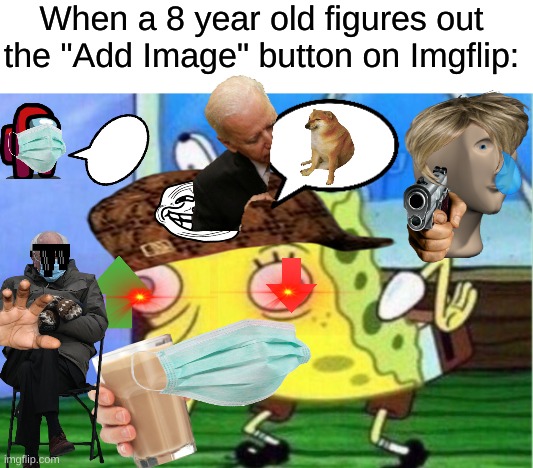 When a 8 year old figures out
the "Add Image" button on Imgflip:
imgflip.com